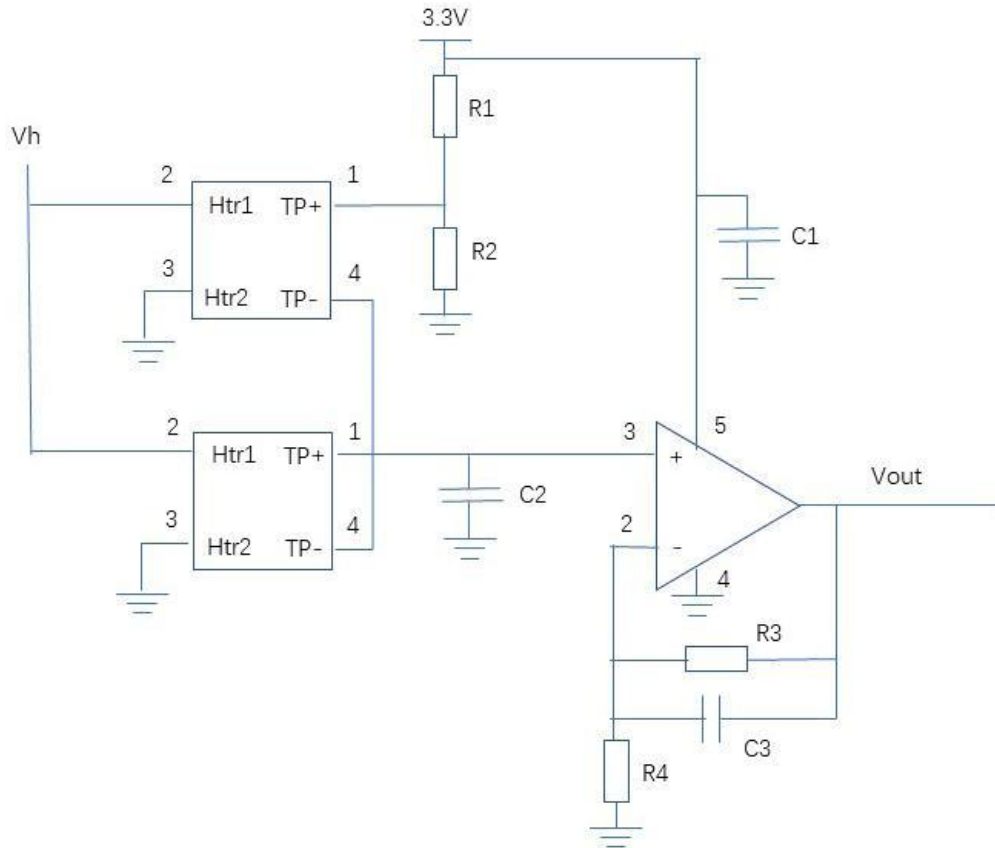 3.3V
R1
Vh
2
1
Htr1 TP+
R2
C1
3
4
Htr2 TP-
2
1
3
5
Htr1 TP+
+
Vout
C2
3
4
2
Htr2 TP-
-
4
R3
C3
R4